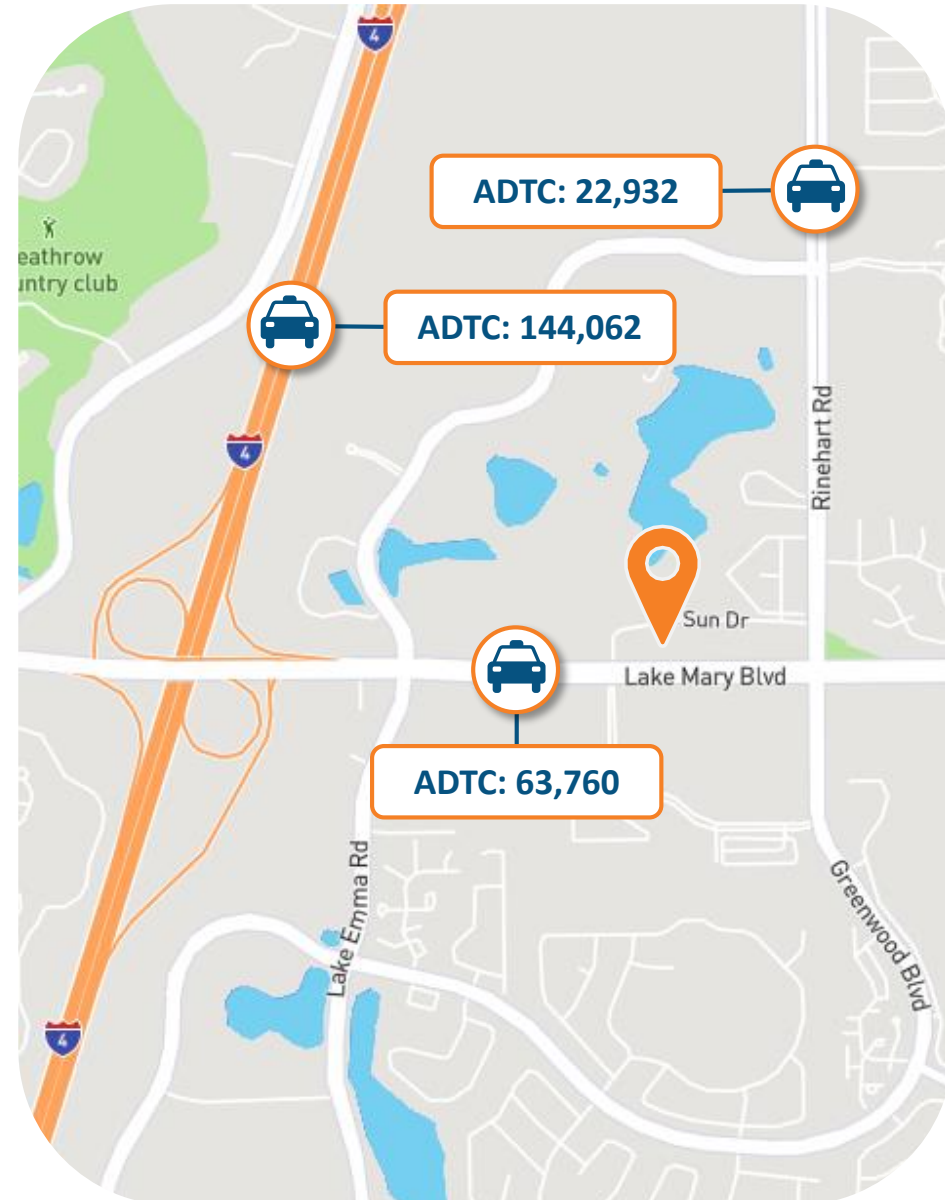 4
ADTC: 22,932
eathrow
untry club
ADTC: 144,062
Rinehart Rd
4
Sun Dr
Lake Mary Blvd
ADTC: 63,760
Lake Emma Rd
Greenwood Blvd
4